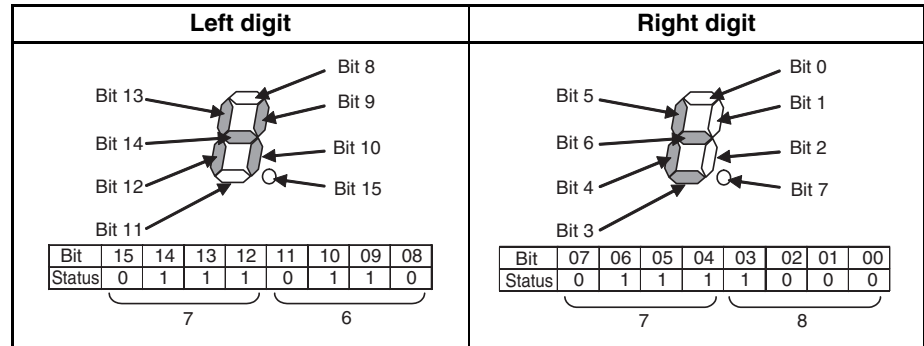 Left digit
Bit 8
Bit 13
Bit 9
Bit 14
Bit 10
Bit 12
Bit 15
Bit 11
Bit 15 14 13 12 11 10 09 08
Status 0 1 1 1 0 1 1 0
7 6
Right digit
Bit 0
Bit 5
Bit 1
Bit 6
Bit 2
Bit 4
Bit 7
Bit 3
Bit 07 06 05 04 03 02 01 00
Status 0 1 1 1 1 0 0 0
7 8